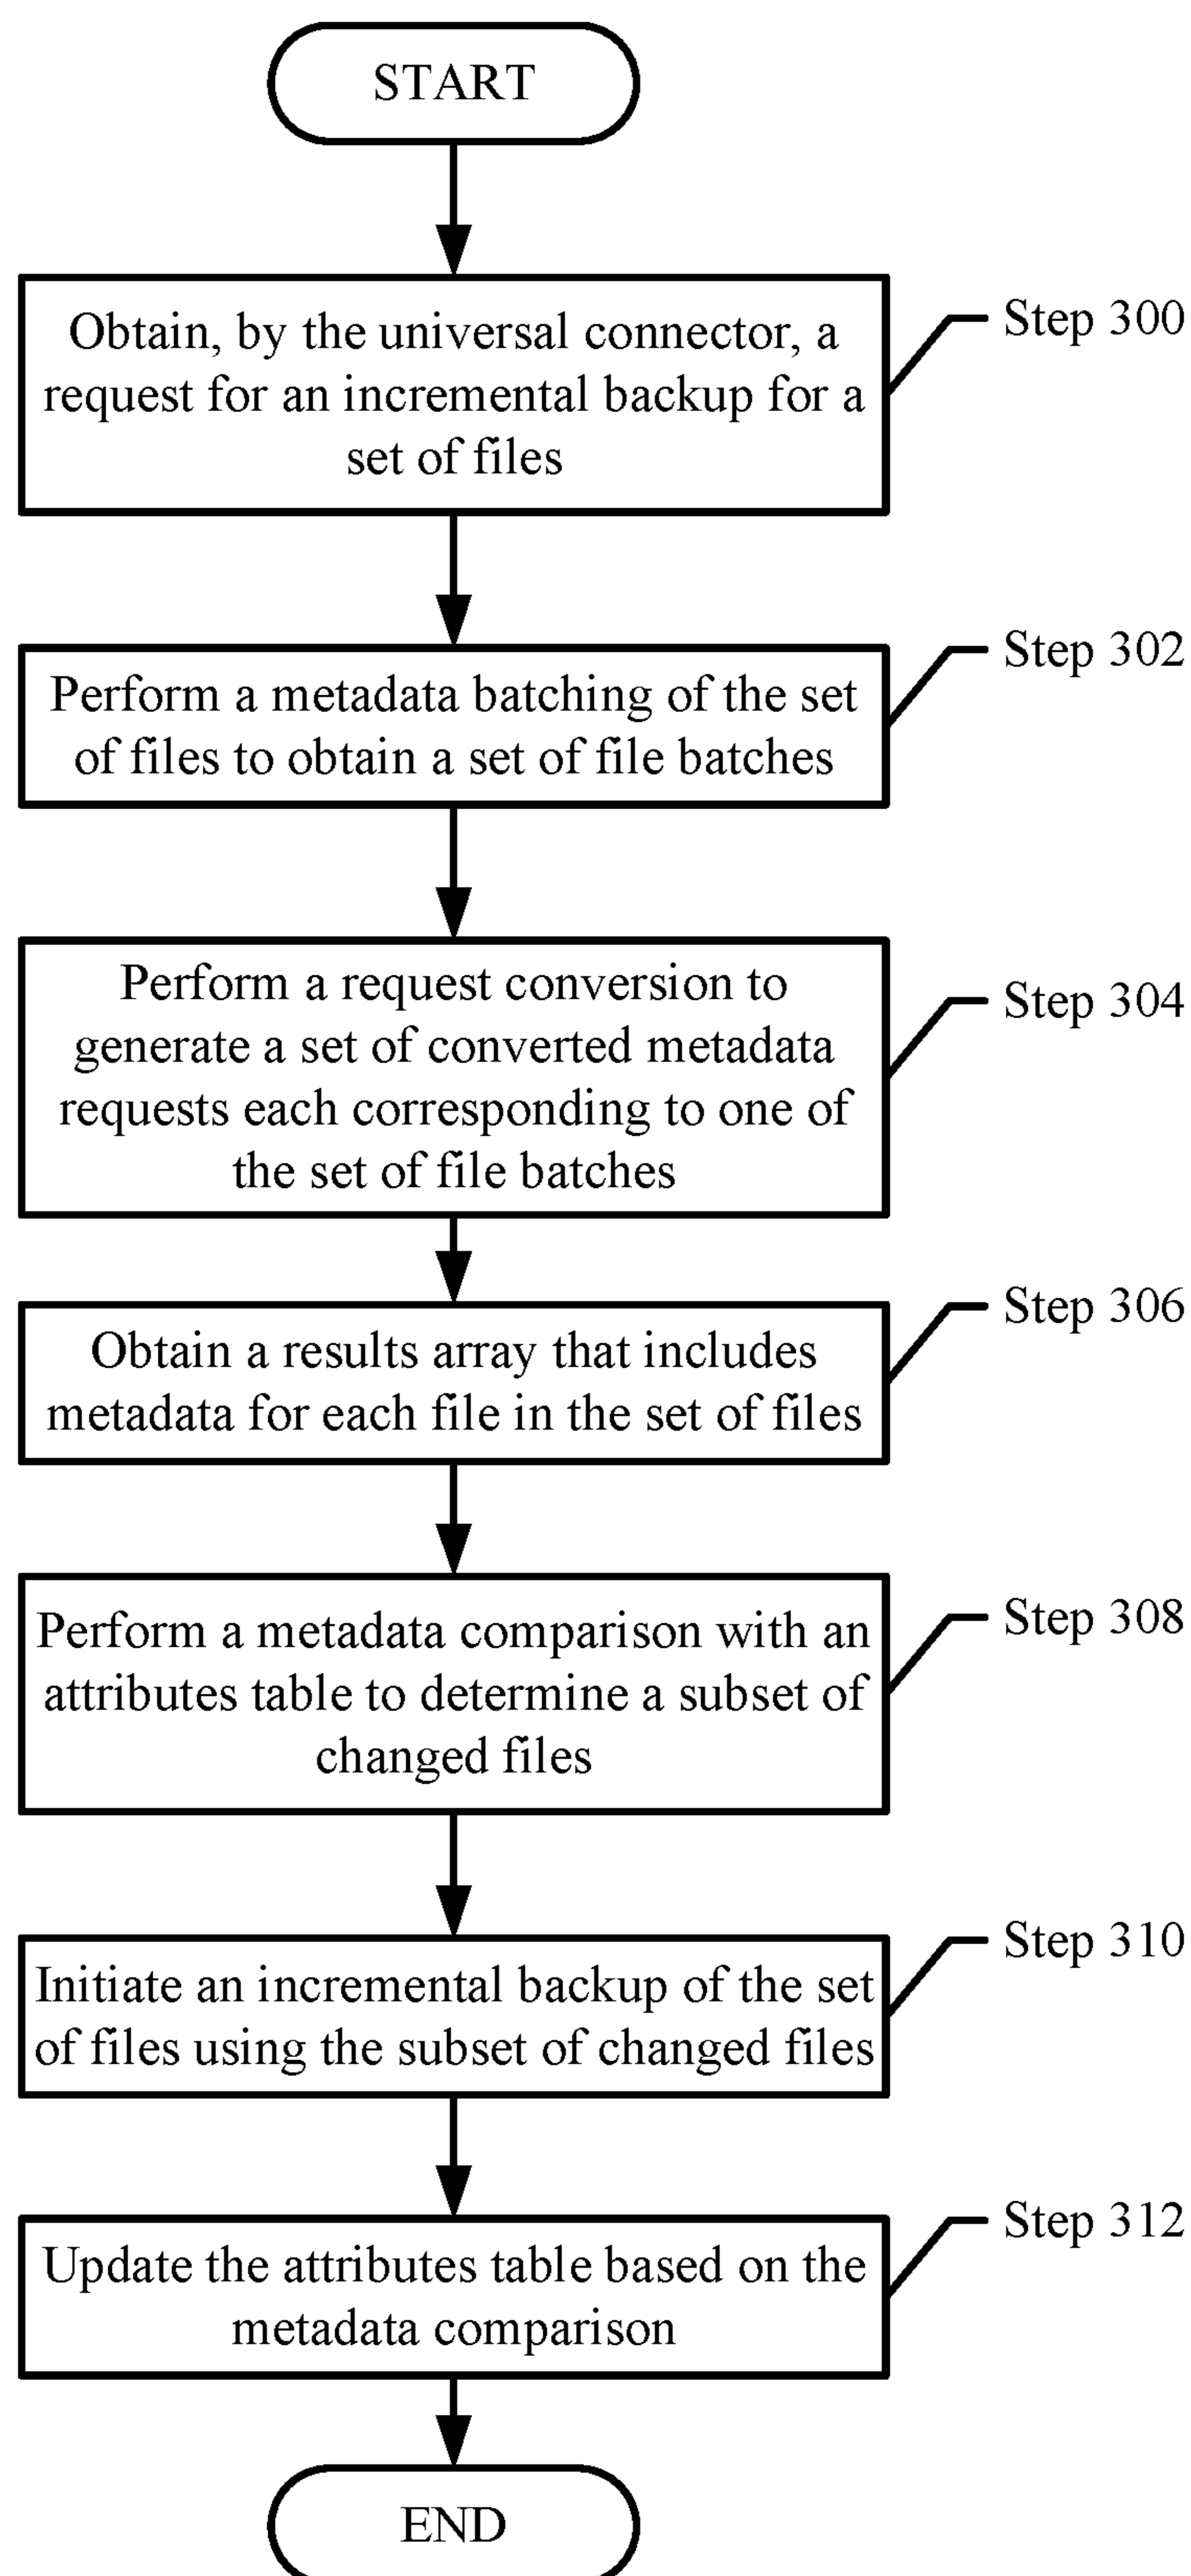 START
Obtain, by the universal connector, a
request for an incremental backup for a
set of files
Step 300
Perform a metadata batching of the set
of files to obtain a set of file batches
Step 302
Perform a request conversion to
generate a set of converted metadata
requests each corresponding to one of
the set of file batches
Step 304
Obtain a results array that includes
metadata for each file in the set of files
Step 306
Perform a metadata comparison with an
attributes table to determine a subset of
changed files
Step 308
Initiate an incremental backup of the set
of files using the subset of changed files
Step 310
Update the attributes table based on the
metadata comparison
Step 312
END